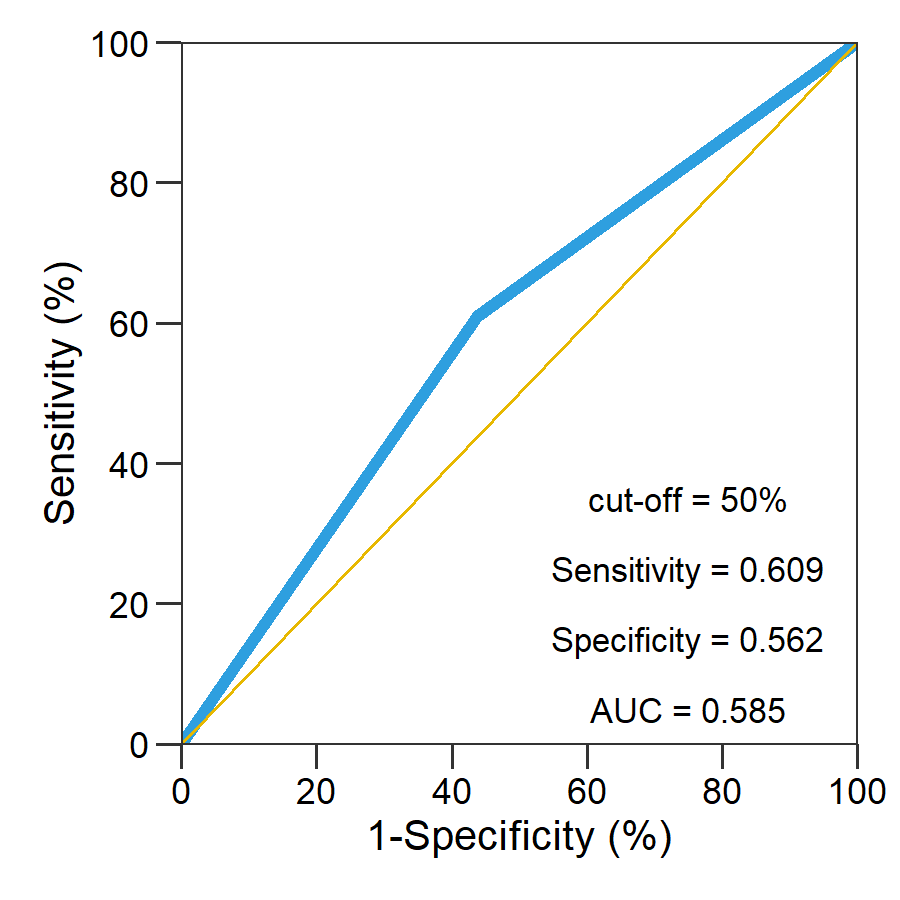 100
80
60
40
20
0
Sensitivity (%)
cut-off = 50%
Sensitivity = 0.609
Specificity = 0.562
AUC = 0.585
0 20 40 60 80 100
1-Specificity (%)